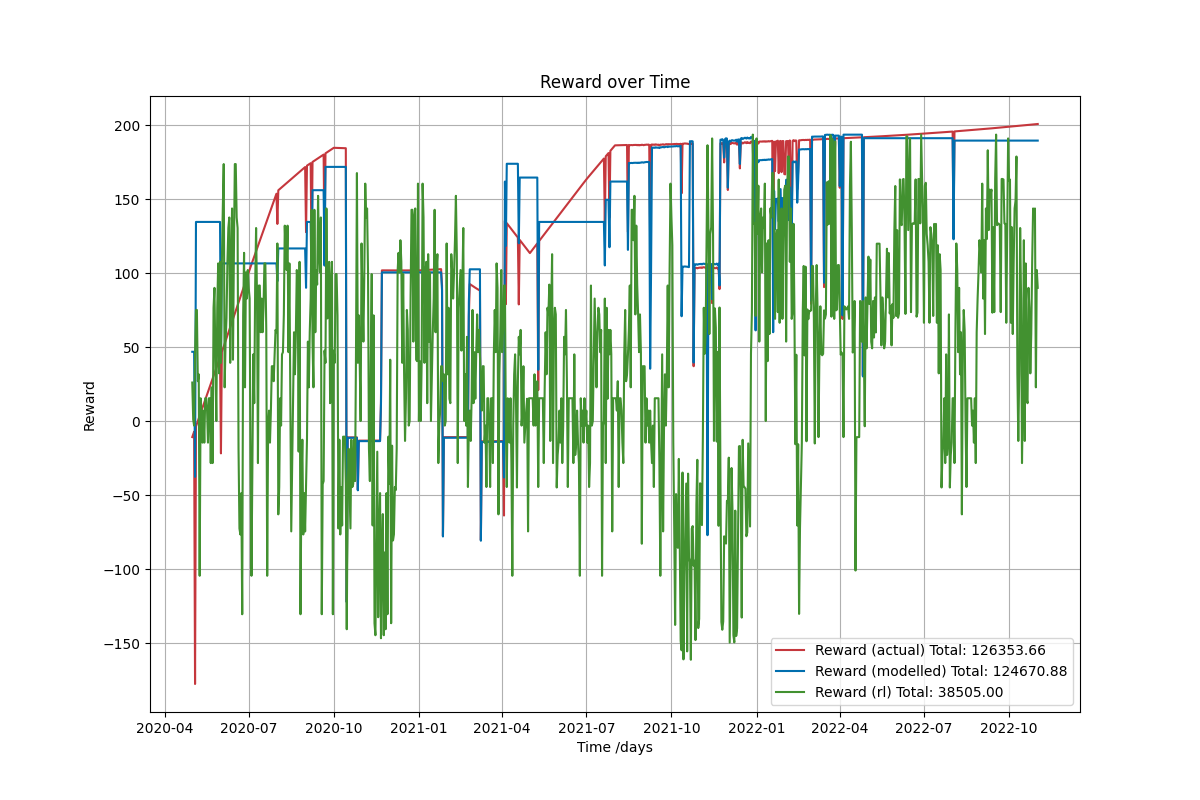 Reward over Time
200
150
100
50
0
−50
−100
−150
Reward
2020-04 2020-07 2020-10 2021-01 2021-04 2021-07 2021-10 2022-01 2022-04 2022-07 2022-10
Time /days
Reward (actual) Total: 126353.66
Reward (modelled) Total: 124670.88
Reward (rl) Total: 38505.00